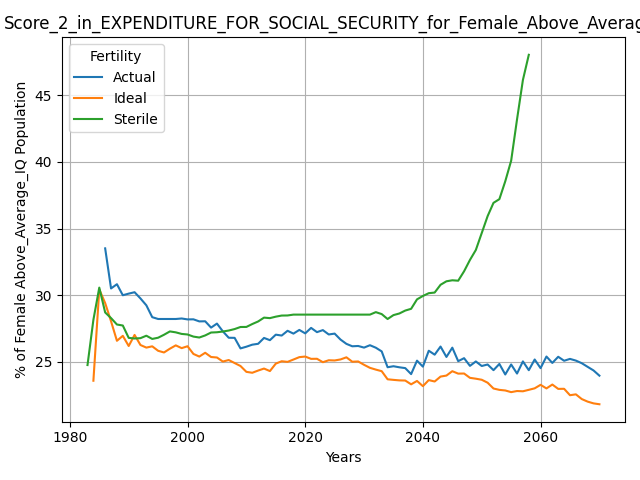 Score_2_in_EXPENDITURE_FOR_SOCIAL_SECURITY_for_Female_Above_Averag
Fertility
Actual
Ideal
Sterile
% of Female Above_Average_IQ Population
45
40
35
30
25
1980
2000
2020
2040
2060
Years